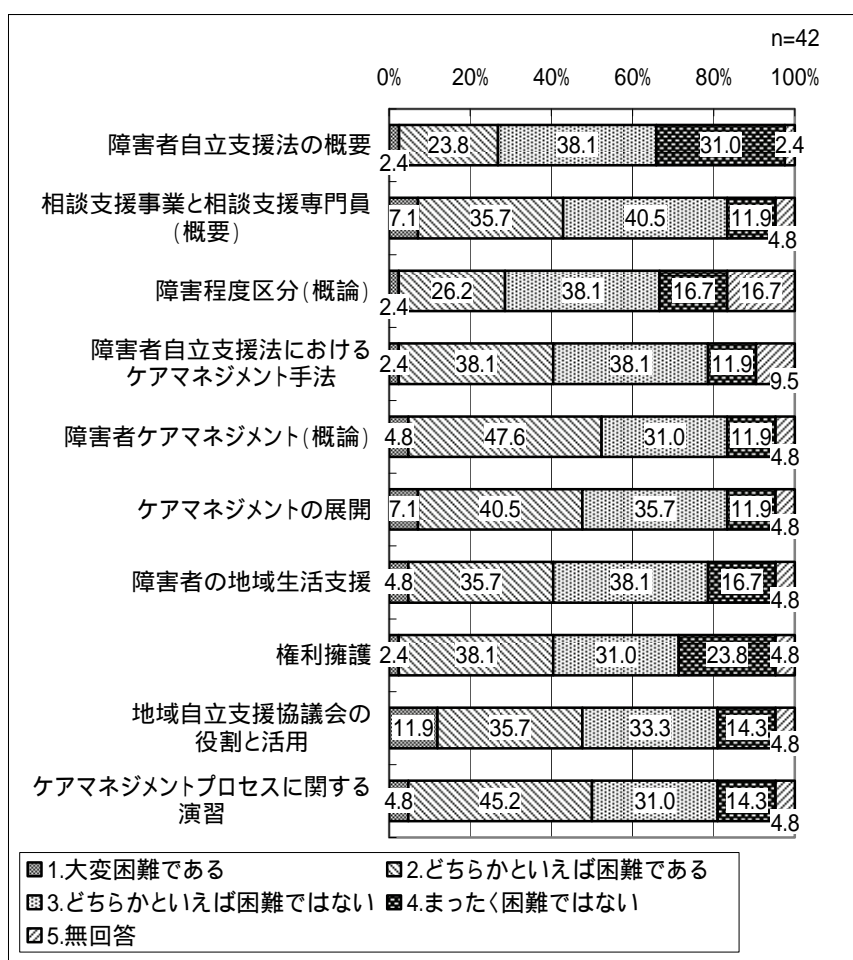 n=42
0% 20% 40% 60% 80% 100%
障害者自立支援法の概要
2.4 23.8 38.1 31.0 2.4
相談支援事業と相談支援専門員
(概要)
7.1 35.7 40.5 11.9 4.8
障害程度区分(概論)
2.4 26.2 38.1 16.7 16.7
障害者自立支援法における
ケアマネジメント手法
2.4 38.1 38.1 11.9 9.5
障害者ケアマネジメント(概論)
4.8 47.6 31.0 11.9 4.8
ケアマネジメントの展開
7.1 40.5 35.7 11.9 4.8
障害者の地域生活支援
4.8 35.7 38.1 16.7 4.8
権利擁護
2.4 38.1 31.0 23.8 4.8
地域自立支援協議会の
役割と活用
11.9 35.7 33.3 14.3 4.8
ケアマネジメントプロセスに関する
演習
4.8 45.2 31.0 14.3 4.8
1.大変困難である 2.どちらかといえば困難である
3.どちらかといえば困難ではない 4.まったく困難ではない
5.無回答